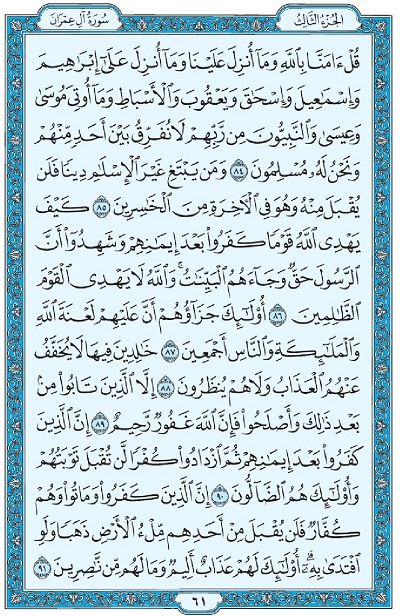 الجزء الثالث
سورة آل عمران
قُلْ ءَامَنَّا بِٱللَّهِ وَمَآ أُنزِلَ عَلَيْنَا وَمَآ أُنزِلَ عَلَىٰٓ إِبْرَٰهِيمَ
وَإِسْمَٰعِيلَ وَإِسْحَٰقَ وَيَعْقُوبَ وَٱلْأَسْبَاطِ وَمَآ أُوتِىَ مُوسَىٰ
وَعِيسَىٰ وَٱلنَّبِيُّونَ مِن رَّبِّهِمْ لَا نُفَرِّقُ بَيْنَ أَحَدٍ مِّنْهُمْ
وَنَحْنُ لَهُۥ مُسْلِمُونَ ٨٤ وَمَن يَبْتَغِ غَيْرَ ٱلْإِسْلَٰمِ دِينًا فَلَن
يُقْبَلَ مِنْهُ وَهُوَ فِى ٱلْءَاخِرَةِ مِنَ ٱلْخَٰسِرِينَ ٨٥ كَيْفَ
يَهْدِى ٱللَّهُ قَوْمًا كَفَرُوا۟ بَعْدَ إِيمَٰنِهِمْ وَشَهِدُوٓا۟ أَنَّ
ٱلرَّسُولَ حَقٌّ وَجَآءَهُمُ ٱلْبَيِّنَٰتُ ۚ وَٱللَّهُ لَا يَهْدِى ٱلْقَوْمَ
ٱلظَّٰلِمِينَ ٨٦ أُو۟لَٰٓئِكَ جَزَآؤُهُمْ أَنَّ عَلَيْهِمْ لَعْنَةَ ٱللَّهِ
وَٱلْمَلَٰٓئِكَةِ وَٱلنَّاسِ أَجْمَعِينَ ٨٧ خَٰلِدِينَ فِيهَا لَا يُخَفَّفُ
عَنْهُمُ ٱلْعَذَابُ وَلَا هُمْ يُنظَرُونَ ٨٨ إِلَّا ٱلَّذِينَ تَابُوا۟ مِنۢ
بَعْدِ ذَٰلِكَ وَأَصْلَحُوا۟ فَإِنَّ ٱللَّهَ غَفُورٌ رَّحِيمٌ ٨٩ إِنَّ ٱلَّذِينَ
كَفَرُوا۟ بَعْدَ إِيمَٰنِهِمْ ثُمَّ ٱزْدَادُوا۟ كُفْرًا لَّن تُقْبَلَ تَوْبَتُهُمْ
وَأُو۟لَٰٓئِكَ هُمُ ٱلضَّآلُّونَ ٩٠ إِنَّ ٱلَّذِينَ كَفَرُوا۟ وَمَاتُوا۟ وَهُمْ
كُفَّارٌ فَلَن يُقْبَلَ مِنْ أَحَدِهِم مِّلْءُ ٱلْأَرْضِ ذَهَبًا وَلَوِ
ٱفْتَدَىٰ بِهِۦٓ ۗ أُو۟لَٰٓئِكَ لَهُمْ عَذَابٌ أَلِيمٌ وَمَا لَهُم مِّن نَّٰصِرِينَ ٩١
٦١